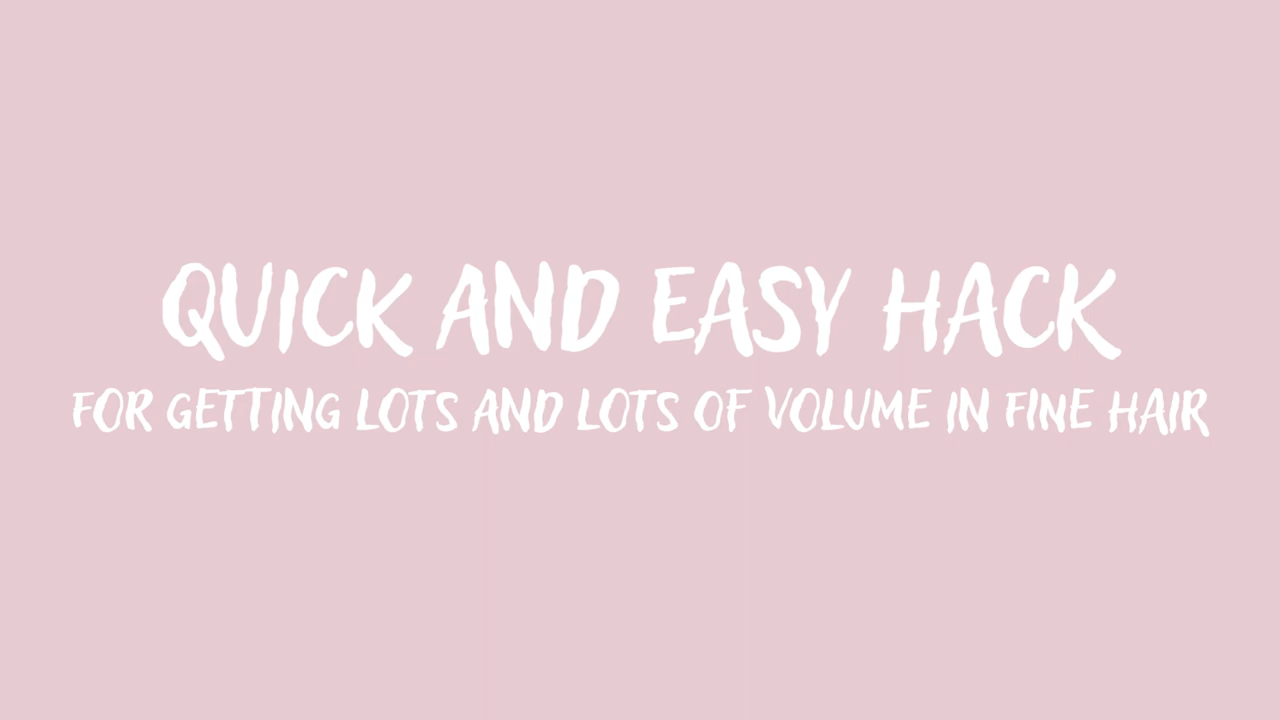 QUICK AND EASY HACK
FOR GETTING LOTS AND LOTS OF VOLUME IN FINE HAIR